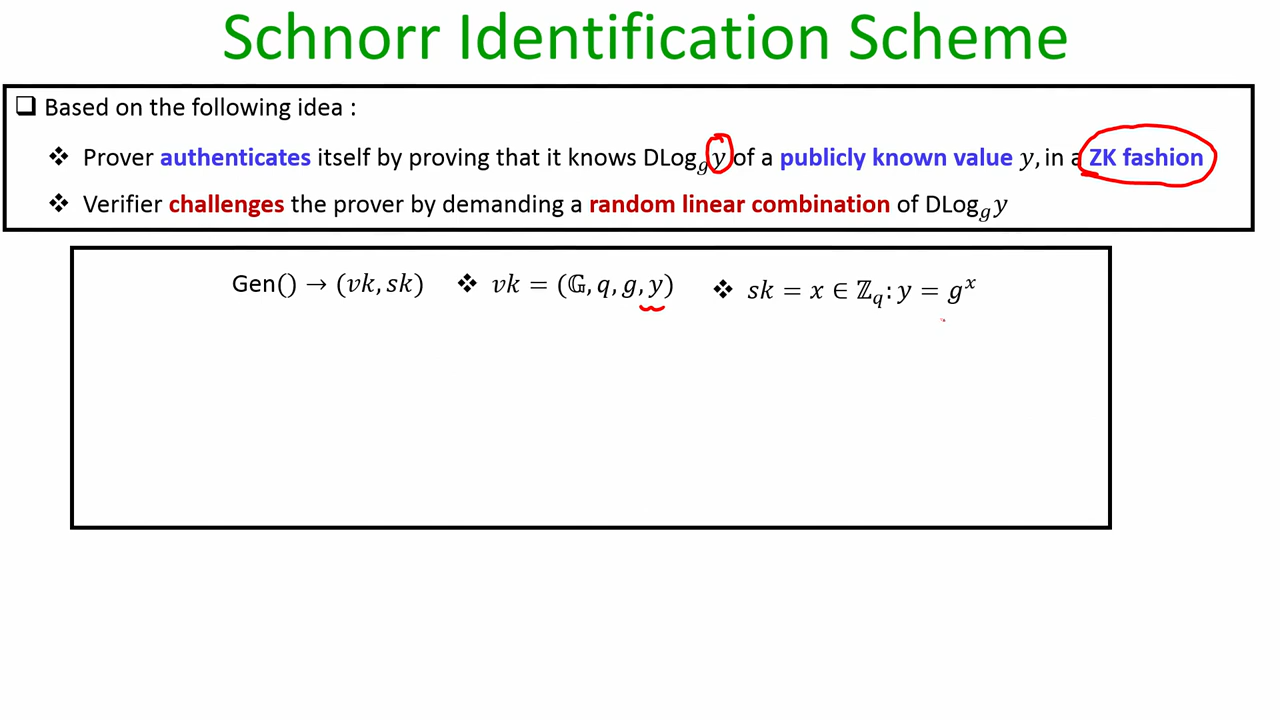 Schnorr Identification Scheme
❑ Based on the following idea :
❖ Prover authenticates itself by proving that it knows DLog_g y of a publicly known value y, in a ZK fashion
❖ Verifier challenges the prover by demanding a random linear combination of DLog_g y
Gen() → (vk, sk) ❖ vk = (𝔾, q, g, y) ❖ sk = x ∈ ℤ_q: y = g^x